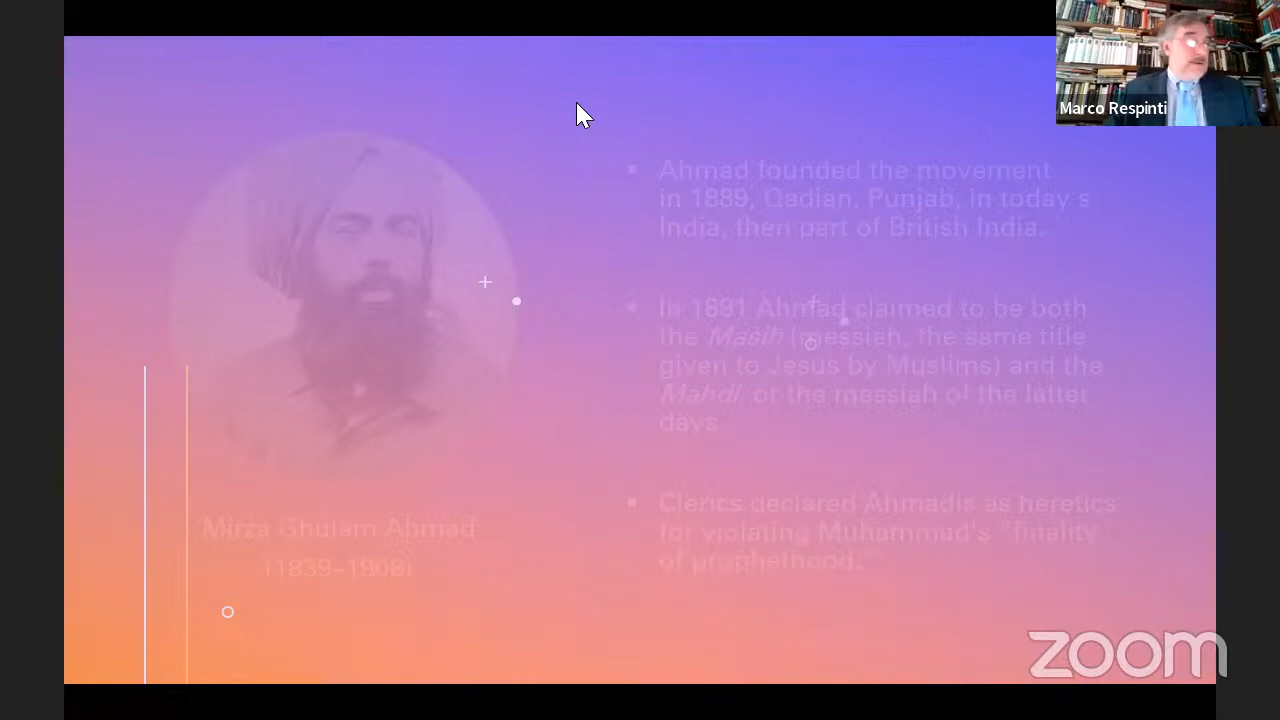 Marco Respinti
Ahmad founded the movement
in 1889, Qadian, Punjab, in today's
India, then part of British India.
In 1891 Ahmad claimed to be both
the Masih (messiah, the same title
given to Jesus by Muslims) and the
Mahdi, or the messiah of the latter
days.
Clerics declared Ahmadis as heretics
for violating Muhammad's "finality
of prophethood."
Mirza Ghulam Ahmad
(1839–1908)
zoom